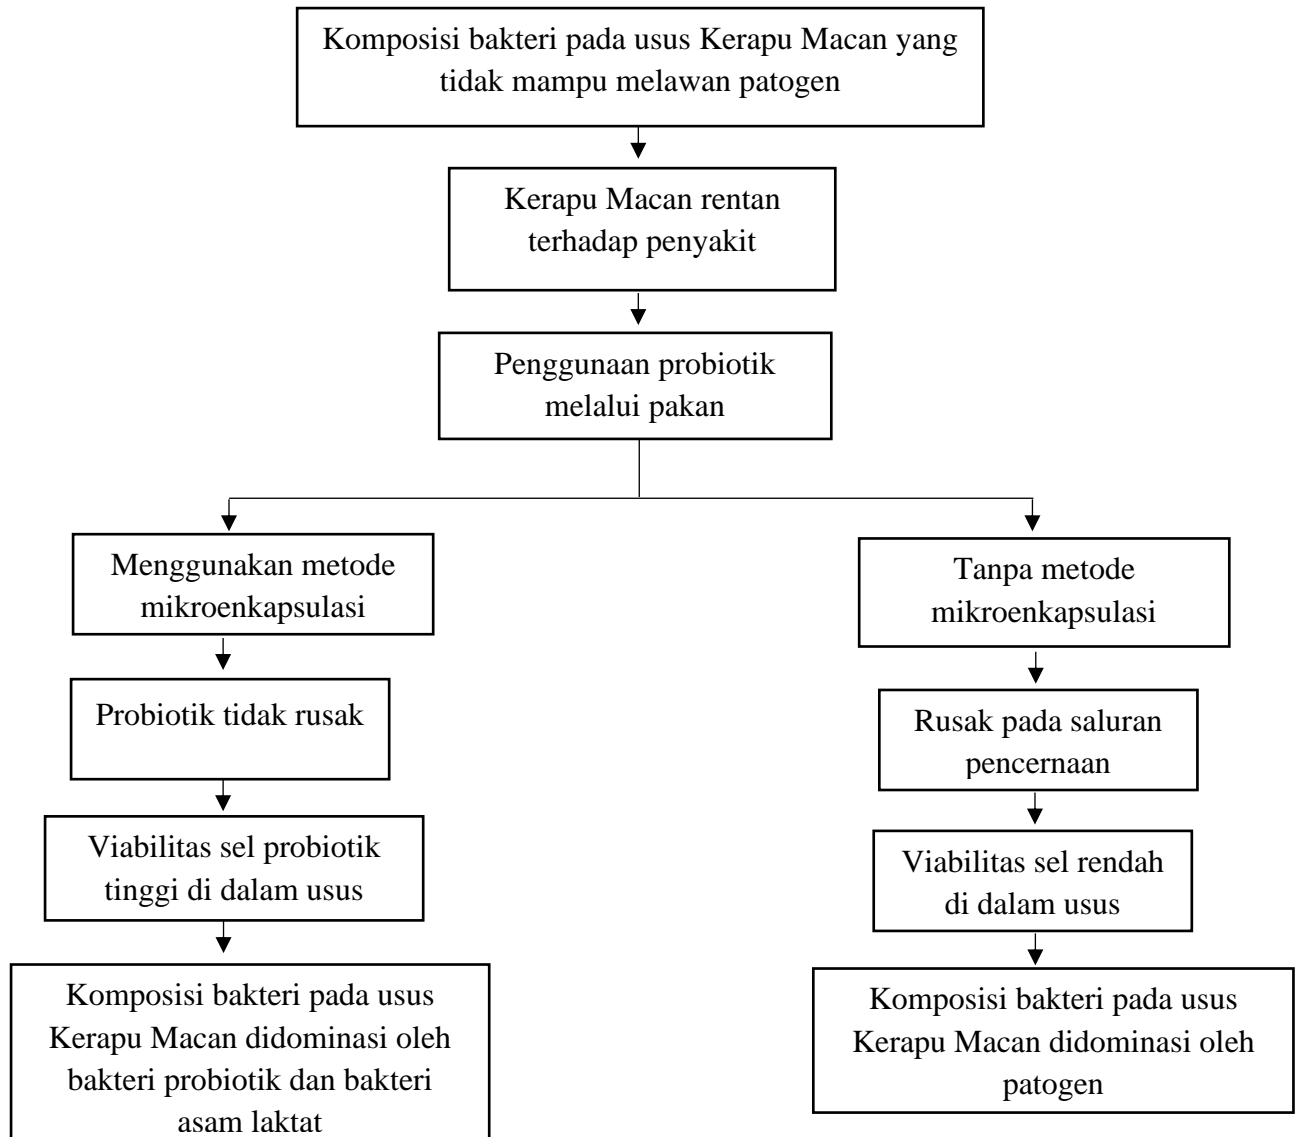 Komposisi bakteri pada usus Kerapu Macan yang
tidak mampu melawan patogen
Kerapu Macan rentan
terhadap penyakit
Penggunaan probiotik
melalui pakan
Menggunakan metode
mikroenkapsulasi
Probiotik tidak rusak
Viabilitas sel probiotik
tinggi di dalam usus
Komposisi bakteri pada usus
Kerapu Macan didominasi oleh
bakteri probiotik dan bakteri
asam laktat
Tanpa metode
mikroenkapsulasi
Rusak pada saluran
pencernaan
Viabilitas sel rendah
di dalam usus
Komposisi bakteri pada usus
Kerapu Macan didominasi oleh
patogen